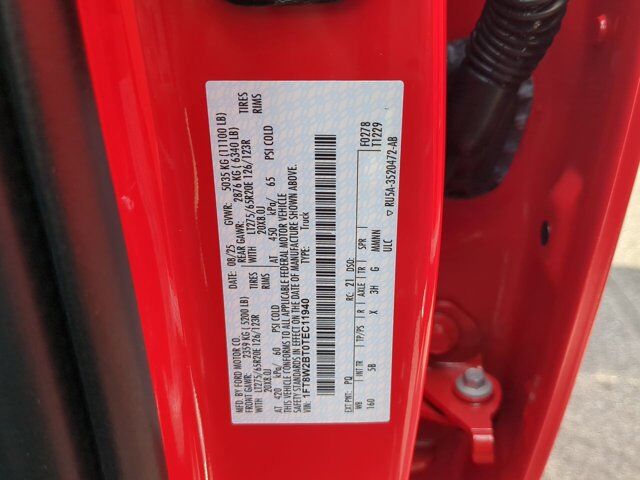 MFD. BY FORD MOTOR CO.
DATE: 08/25 GVWR: 5035 KG (11100 LB)
FRONT GAWR: 2359 KG (5200 LB) REAR GAWR: 2876 KG (6340 LB)
LT275/65R20E 126/123R TIRES WITH LT275/65R20E 126/123R TIRES
20X8.0J RIMS 20X8.0J RIMS
AT 420 kPa/ 60 PSI COLD AT 450 kPa/ 65 PSI COLD
THIS VEHICLE CONFORMS TO ALL APPLICABLE FEDERAL MOTOR VEHICLE
SAFETY STANDARDS IN EFFECT ON THE DATE OF MANUFACTURE SHOWN ABOVE.
VIN: 1FT8W2BT0TEC11940 TYPE: Truck
EXT PNT: PQ RC: 21 DSO: F0278
WB INT TR TP/PS R AXLE TR SPR T1229
160 5B X 3H G MMMNN
ULC ▽ RU5A-3520472-AB